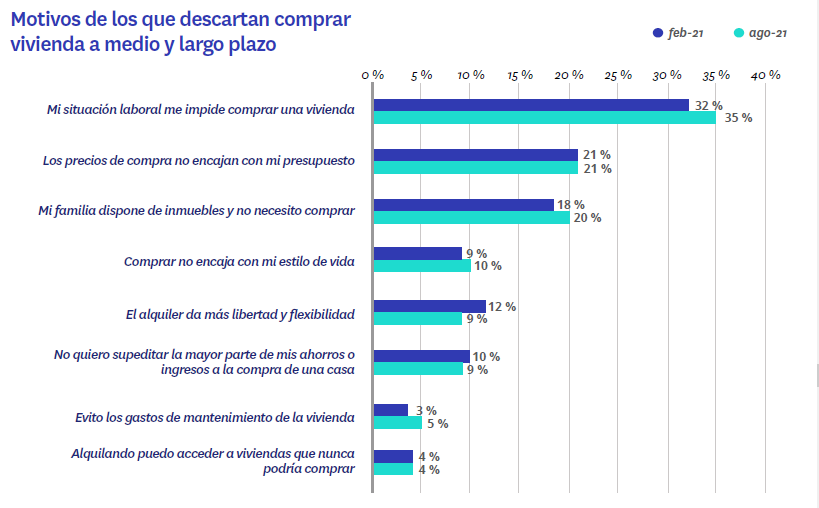 Motivos de los que descartan comprar
vivienda a medio y largo plazo
feb-21 ago-21
0 % 5 % 10 % 15 % 20 % 25 % 30 % 35 % 40 %
Mi situación laboral me impide comprar una vivienda
32 %
35 %
Los precios de compra no encajan con mi presupuesto
21 %
21 %
Mi familia dispone de inmuebles y no necesito comprar
18 %
20 %
Comprar no encaja con mi estilo de vida
9 %
10 %
El alquiler da más libertad y flexibilidad
12 %
9 %
No quiero supeditar la mayor parte de mis ahorros o
ingresos a la compra de una casa
10 %
9 %
Evito los gastos de mantenimiento de la vivienda
3 %
5 %
Alquilando puedo acceder a viviendas que nunca
podría comprar
4 %
4 %